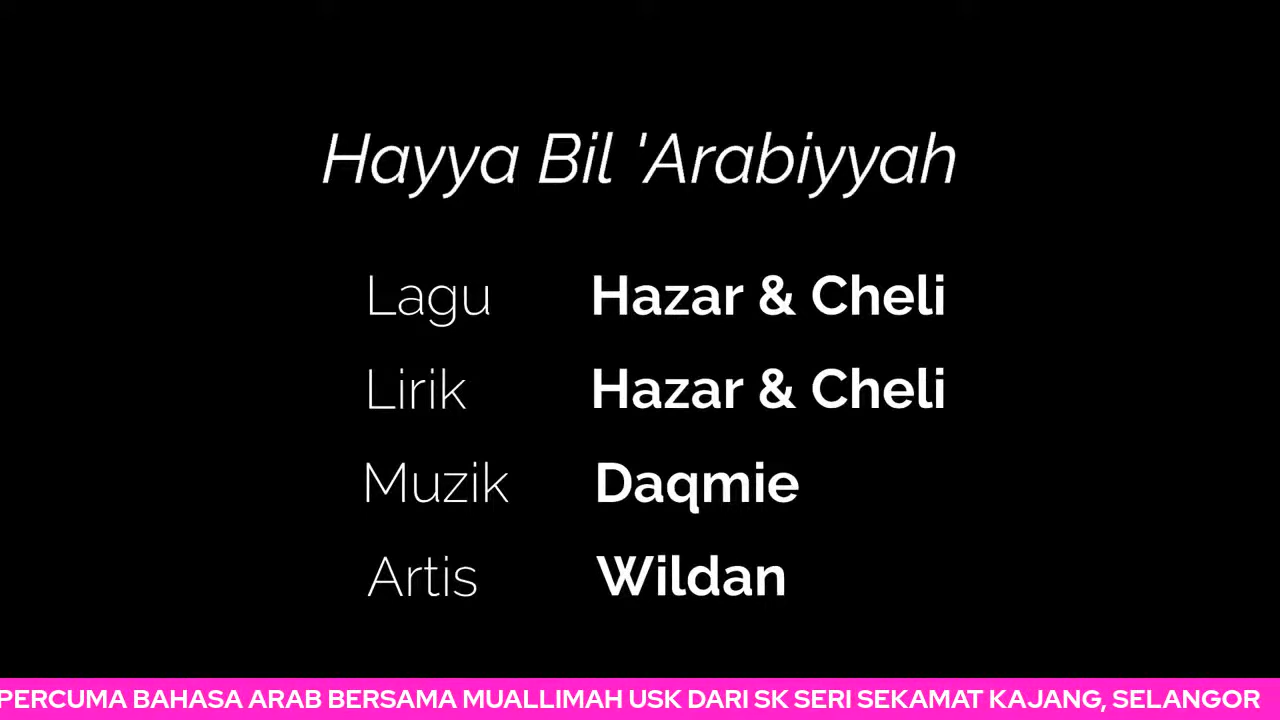 Hayya Bil 'Arabiyyah
Lagu Hazar & Cheli
Lirik Hazar & Cheli
Muzik Daqmie
Artis Wildan
PERCUMA BAHASA ARAB BERSAMA MUALLIMAH USK DARI SK SERI SEKAMAT KAJANG, SELANGOR